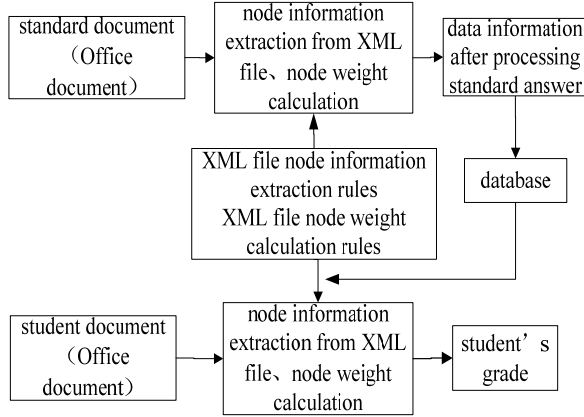 standard document
（Office
document）
node information
extraction from XML
file、node weight
calculation
data information
after processing
standard answer
XML file node information
extraction rules
XML file node weight
calculation rules
database
student document
（Office
document）
node information
extraction from XML
file、node weight
calculation
student’s
grade